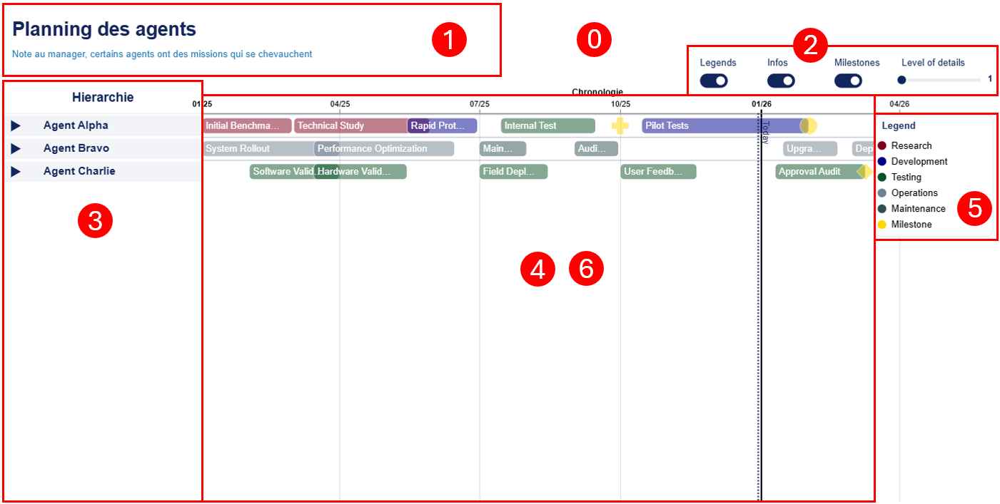 Planning des agents
Note au manager, certains agents ont des missions qui se chevauchent
1
0
2
Legends Infos Milestones Level of details
1
Hierarchie
Chronologie
01/25 04/25 07/25 10/25 01/26 04/26
Agent Alpha
Initial Benchma... Technical Study Rapid Prot... Internal Test Pilot Tests
Today
Agent Bravo
System Rollout Performance Optimization Main... Audi... Upgra... Dep
Agent Charlie
Software Valid Hardware Valid... Field Depl... User Feedb... Approval Audit
Legend
Research
Development
Testing
Operations
Maintenance
Milestone
3
4
6
5